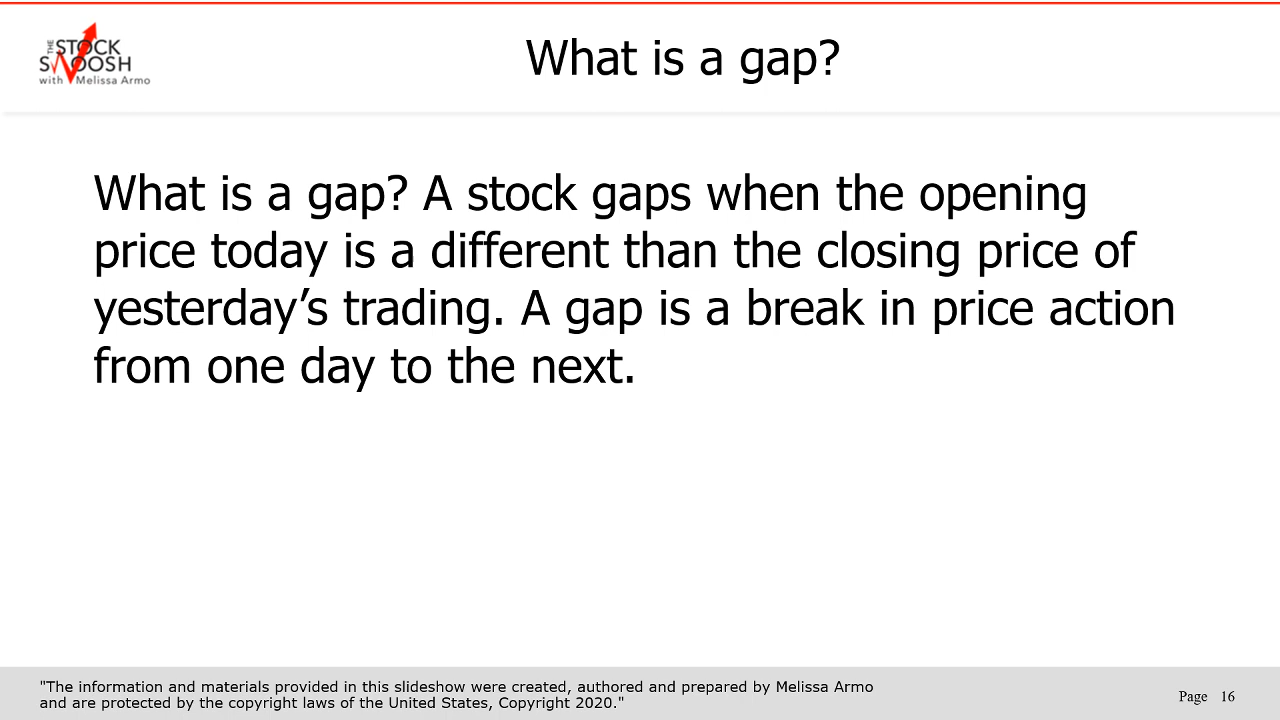 THE STOCK
SWOOSH
with Melissa Armo
What is a gap?
What is a gap? A stock gaps when the opening
price today is a different than the closing price of
yesterday’s trading. A gap is a break in price action
from one day to the next.
"The information and materials provided in this slideshow were created, authored and prepared by Melissa Armo
and are protected by the copyright laws of the United States, Copyright 2020."
Page 16